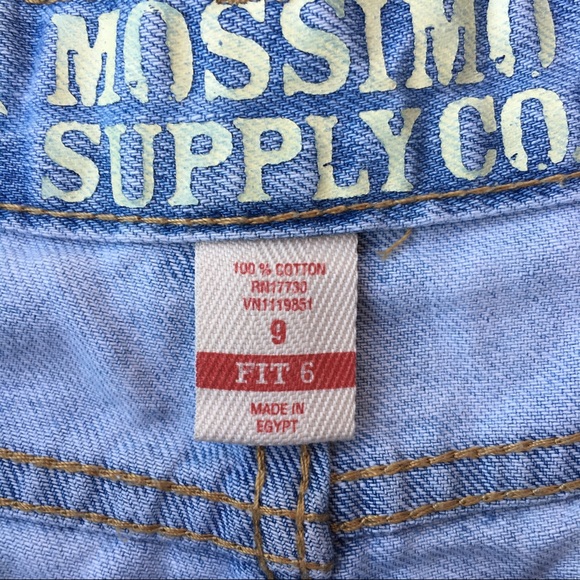 MOSSIMO
SUPPLY CO.
100 % COTTON
RN17730
VN1119851
9
FIT 6
MADE IN
EGYPT